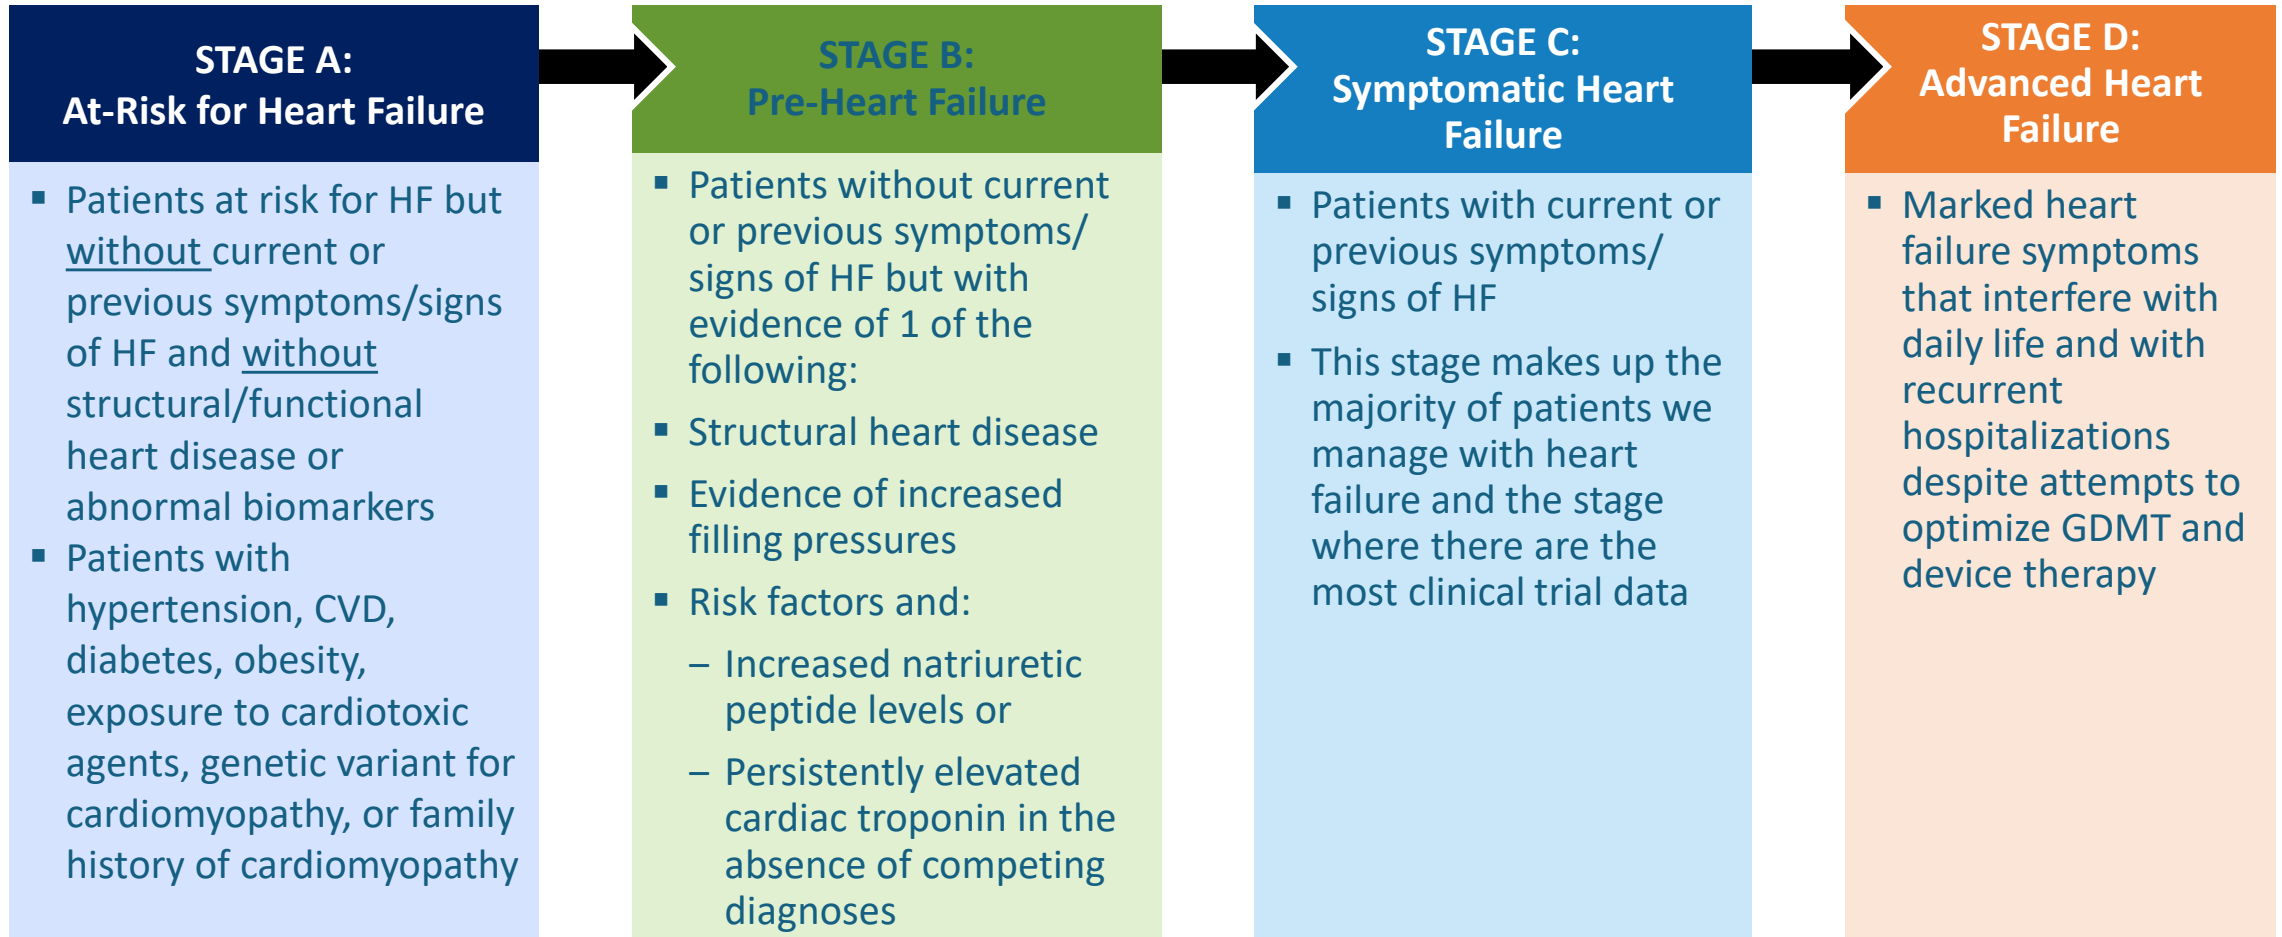 STAGE A:
At-Risk for Heart Failure
▪ Patients at risk for HF but
without current or
previous symptoms/signs
of HF and without
structural/functional
heart disease or
abnormal biomarkers
▪ Patients with
hypertension, CVD,
diabetes, obesity,
exposure to cardiotoxic
agents, genetic variant for
cardiomyopathy, or family
history of cardiomyopathy
STAGE B:
Pre-Heart Failure
▪ Patients without current
or previous symptoms/
signs of HF but with
evidence of 1 of the
following:
▪ Structural heart disease
▪ Evidence of increased
filling pressures
▪ Risk factors and:
– Increased natriuretic
peptide levels or
– Persistently elevated
cardiac troponin in the
absence of competing
diagnoses
STAGE C:
Symptomatic Heart
Failure
▪ Patients with current or
previous symptoms/
signs of HF
▪ This stage makes up the
majority of patients we
manage with heart
failure and the stage
where there are the
most clinical trial data
STAGE D:
Advanced Heart
Failure
▪ Marked heart
failure symptoms
that interfere with
daily life and with
recurrent
hospitalizations
despite attempts to
optimize GDMT and
device therapy